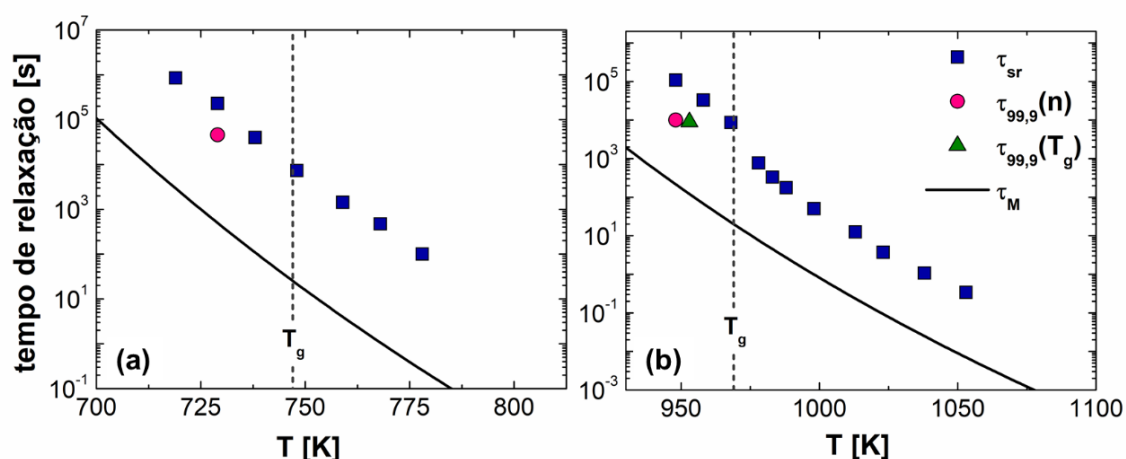 tempo de relaxação [s]
10^7
10^5
10^3
10^1
10^-1
700
725
750
775
800
T [K]
(a)
T_g
10^5
10^3
10^1
10^-1
10^-3
950
1000
1050
1100
T [K]
(b)
T_g
τ_sr
τ_99,9(n)
τ_99,9(T_g)
τ_M